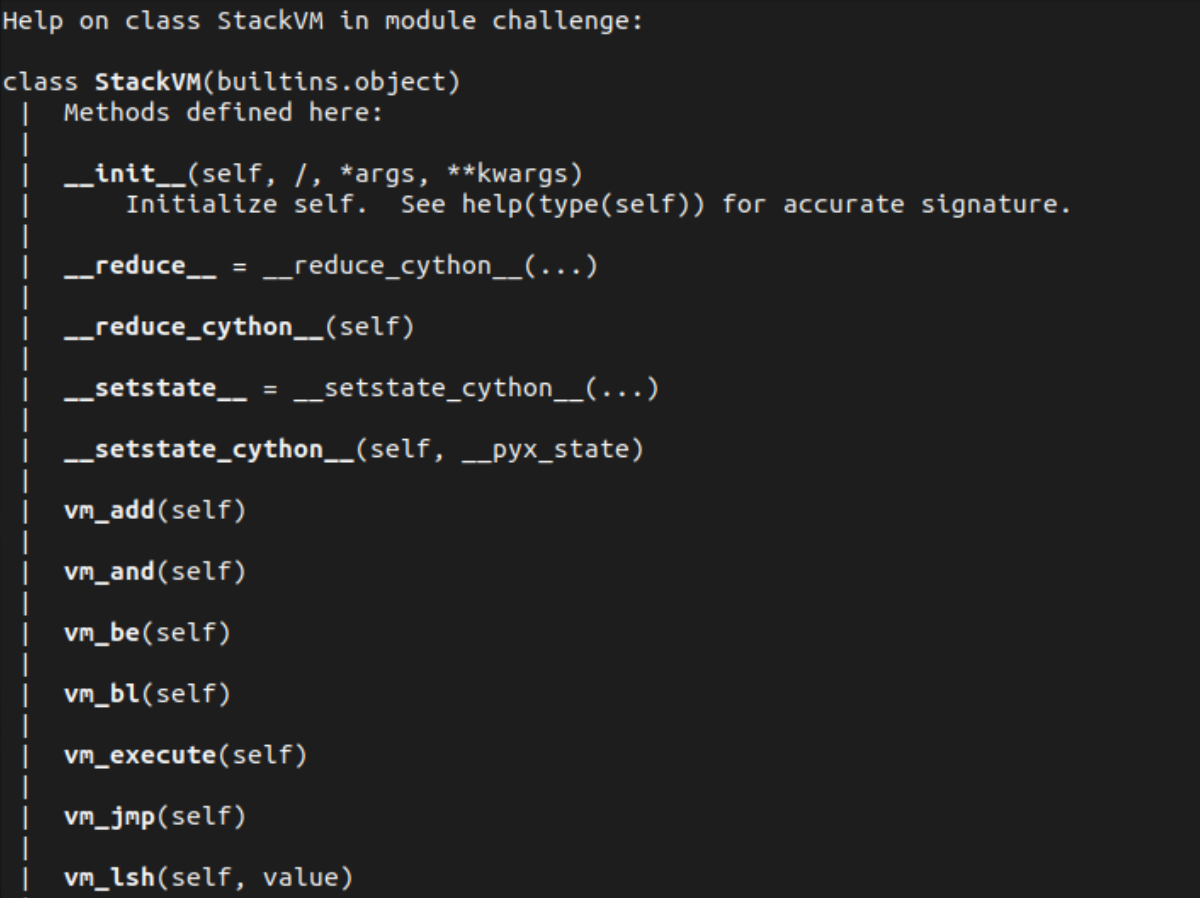 Help on class StackVM in module challenge:
class StackVM(builtins.object)
 |  Methods defined here:
 |
 |  __init__(self, /, *args, **kwargs)
 |      Initialize self.  See help(type(self)) for accurate signature.
 |
 |  __reduce__ = __reduce_cython__(...)
 |
 |  __reduce_cython__(self)
 |
 |  __setstate__ = __setstate_cython__(...)
 |
 |  __setstate_cython__(self, __pyx_state)
 |
 |  vm_add(self)
 |
 |  vm_and(self)
 |
 |  vm_be(self)
 |
 |  vm_bl(self)
 |
 |  vm_execute(self)
 |
 |  vm_jmp(self)
 |
 |  vm_lsh(self, value)